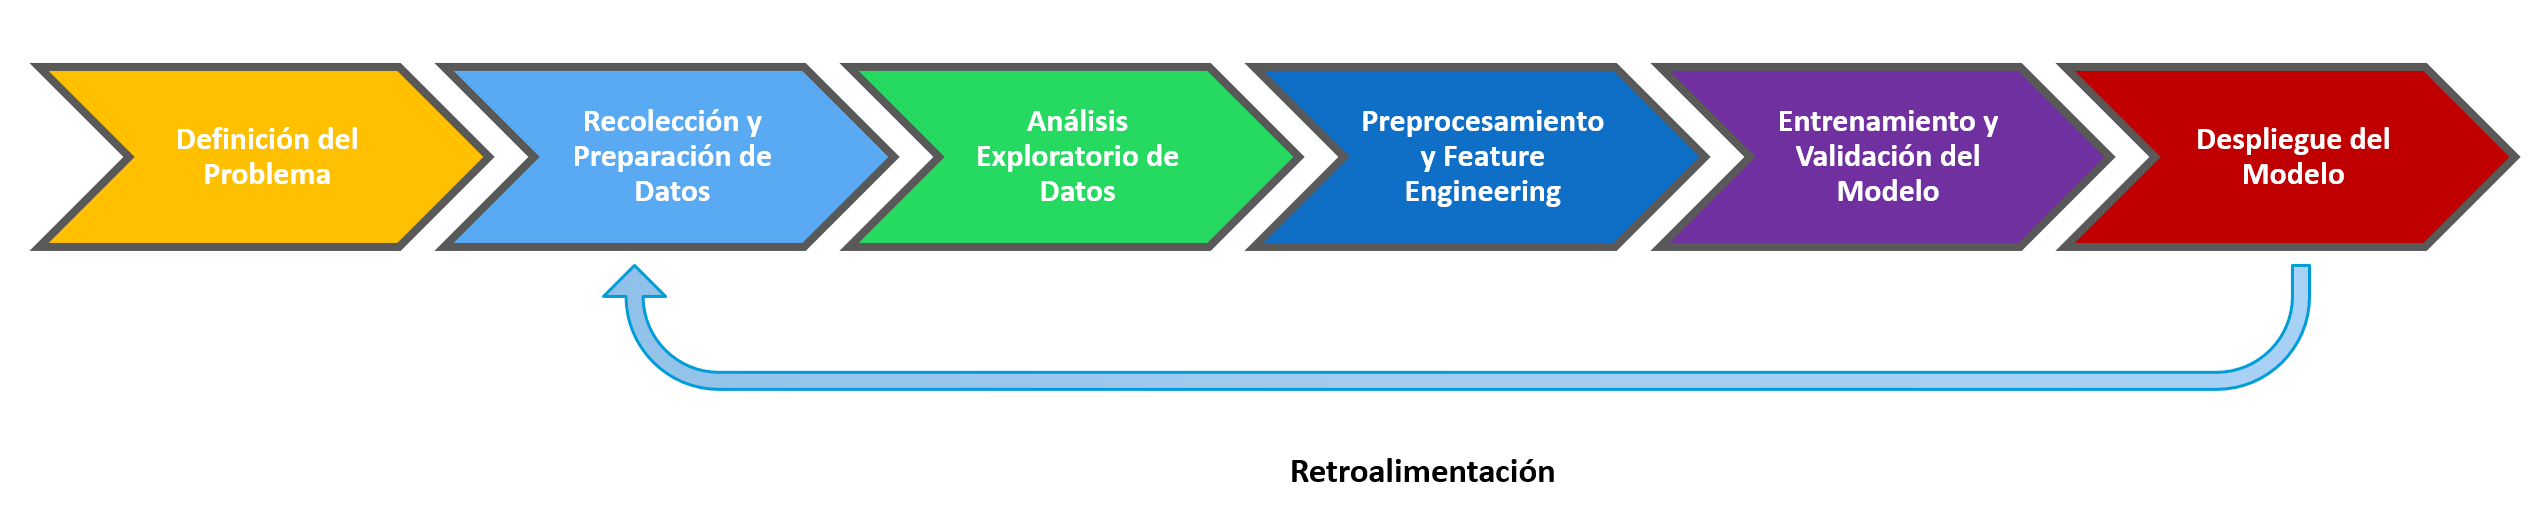 Definición del
Problema
Recolección y
Preparación de
Datos
Análisis
Exploratorio de
Datos
Preprocesamiento
y Feature
Engineering
Entrenamiento y
Validación del
Modelo
Despliegue del
Modelo
Retroalimentación